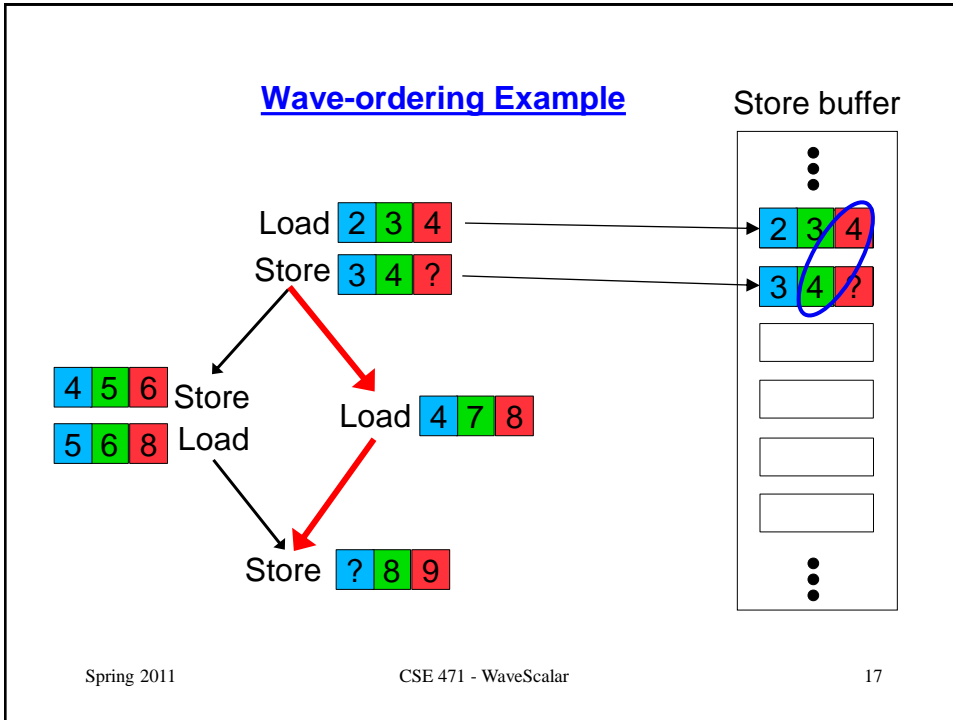 Wave-ordering Example
Store buffer
Load 2 3 4
2 3 4
Store 3 4 ?
3 4 ?
4 5 6 Store
Load 4 7 8
5 6 8 Load
Store ? 8 9
Spring 2011
CSE 471 - WaveScalar
17